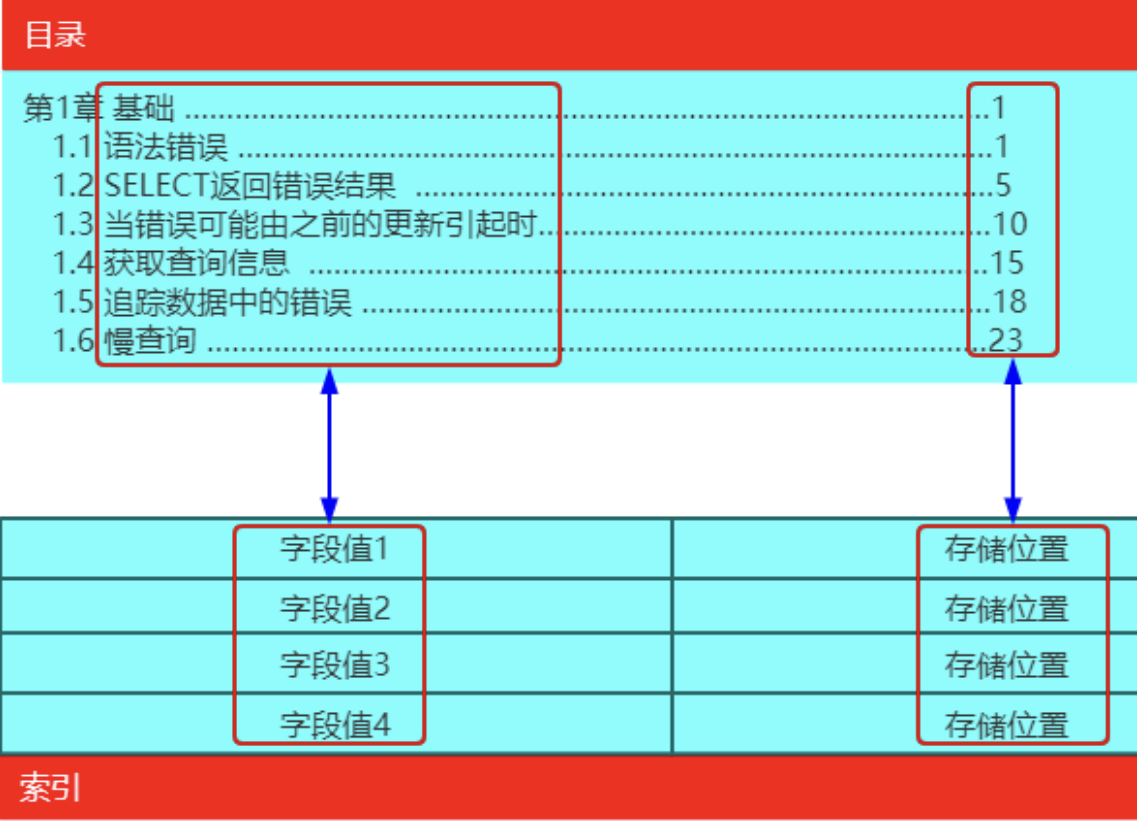 目录
第1章 基础 ................................................................................................1
1.1 语法错误 ..........................................................................................1
1.2 SELECT返回错误结果 .....................................................................5
1.3 当错误可能由之前的更新引起时......................................................10
1.4 获取查询信息 .................................................................................15
1.5 追踪数据中的错误 ...........................................................................18
1.6 慢查询 .............................................................................................23
字段值1 存储位置
字段值2 存储位置
字段值3 存储位置
字段值4 存储位置
索引